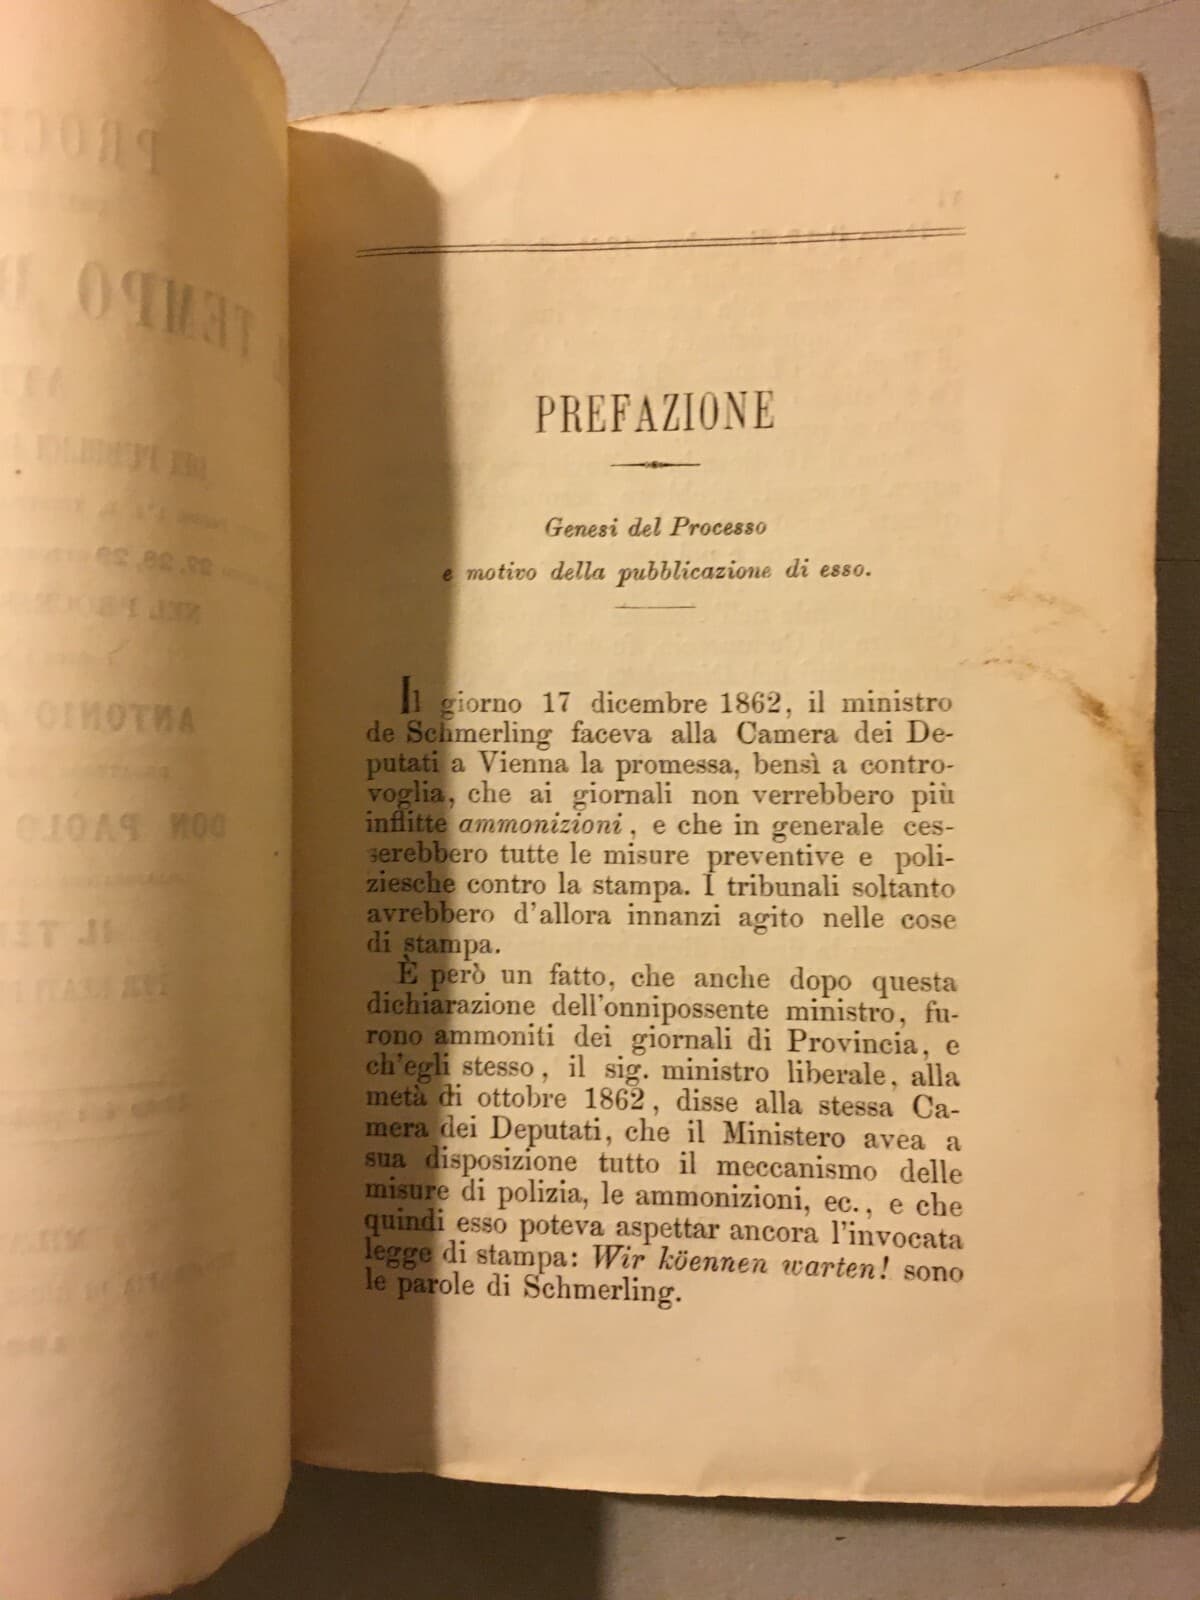 PREFAZIONE
Genesi del Processo
e motivo della pubblicazione di esso.
Il giorno 17 dicembre 1862, il ministro
de Schmerling faceva alla Camera dei De-
putati a Vienna la promessa, bensì a contro-
voglia, che ai giornali non verrebbero più
inflitte ammonizioni, e che in generale ces-
serebbero tutte le misure preventive e poli-
ziesche contro la stampa. I tribunali soltanto
avrebbero d'allora innanzi agito nelle cose
di stampa.
È però un fatto, che anche dopo questa
dichiarazione dell'onnipossente ministro, fu-
rono ammoniti dei giornali di Provincia, e
ch'egli stesso, il sig. ministro liberale, alla
metà di ottobre 1862, disse alla stessa Ca-
mera dei Deputati, che il Ministero avea a
sua disposizione tutto il meccanismo delle
misure di polizia, le ammonizioni, ec., e che
quindi esso poteva aspettar ancora l'invocata
legge di stampa: Wir köennen warten! sono
le parole di Schmerling.